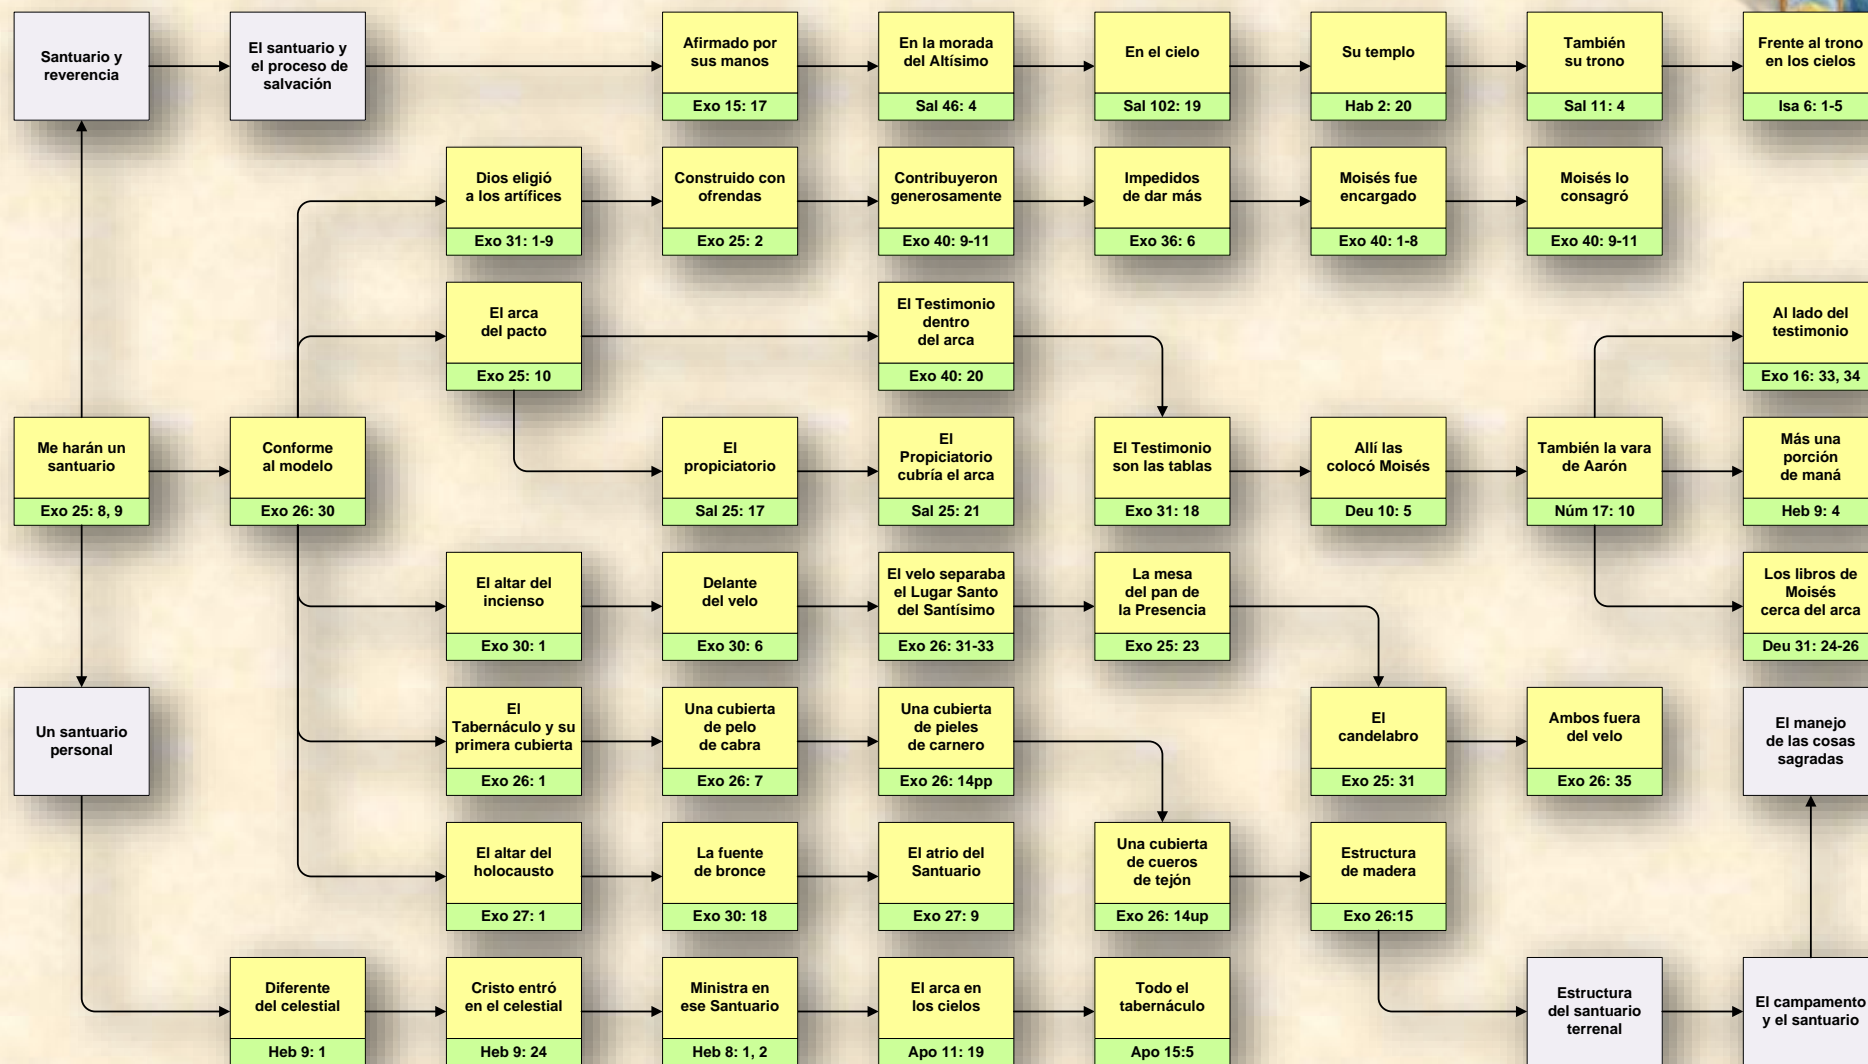 Santuario y
reverencia
El santuario y
el proceso de
salvación
Afirmado por
sus manos
Exo 15: 17
En la morada
del Altísimo
Sal 46: 4
En el cielo
Sal 102: 19
Su templo
Hab 2: 20
También
su trono
Sal 11: 4
Frente al trono
en los cielos
Isa 6: 1-5
Dios eligió
a los artífices
Exo 31: 1-9
Construido con
ofrendas
Exo 25: 2
Contribuyeron
generosamente
Exo 40: 9-11
Impedidos
de dar más
Exo 36: 6
Moisés fue
encargado
Exo 40: 1-8
Moisés lo
consagró
Exo 40: 9-11
El arca
del pacto
Exo 25: 10
El Testimonio
dentro
del arca
Exo 40: 20
Al lado del
testimonio
Exo 16: 33, 34
Me harán un
santuario
Exo 25: 8, 9
Conforme
al modelo
Exo 26: 30
El
propiciatorio
Sal 25: 17
El
Propiciatorio
cubría el arca
Sal 25: 21
El Testimonio
son las tablas
Exo 31: 18
Allí las
colocó Moisés
Deu 10: 5
También la vara
de Aarón
Núm 17: 10
Más una
porción
de maná
Heb 9: 4
El altar del
incienso
Exo 30: 1
Delante
del velo
Exo 30: 6
El velo separaba
el Lugar Santo
del Santísimo
Exo 26: 31-33
La mesa
del pan de
la Presencia
Exo 25: 23
Los libros de
Moisés
cerca del arca
Deu 31: 24-26
Un santuario
personal
El
Tabernáculo y su
primera cubierta
Exo 26: 1
Una cubierta
de pelo
de cabra
Exo 26: 7
Una cubierta
de pieles
de carnero
Exo 26: 14pp
El
candelabro
Exo 25: 31
Ambos fuera
del velo
Exo 26: 35
El manejo
de las cosas
sagradas
El altar del
holocausto
Exo 27: 1
La fuente
de bronce
Exo 30: 18
El atrio del
Santuario
Exo 27: 9
Una cubierta
de cueros
de tejón
Exo 26: 14up
Estructura
de madera
Exo 26:15
Diferente
del celestial
Heb 9: 1
Cristo entró
en el celestial
Heb 9: 24
Ministra en
ese Santuario
Heb 8: 1, 2
El arca en
los cielos
Apo 11: 19
Todo el
tabernáculo
Apo 15:5
Estructura
del santuario
terrenal
El campamento
y el santuario